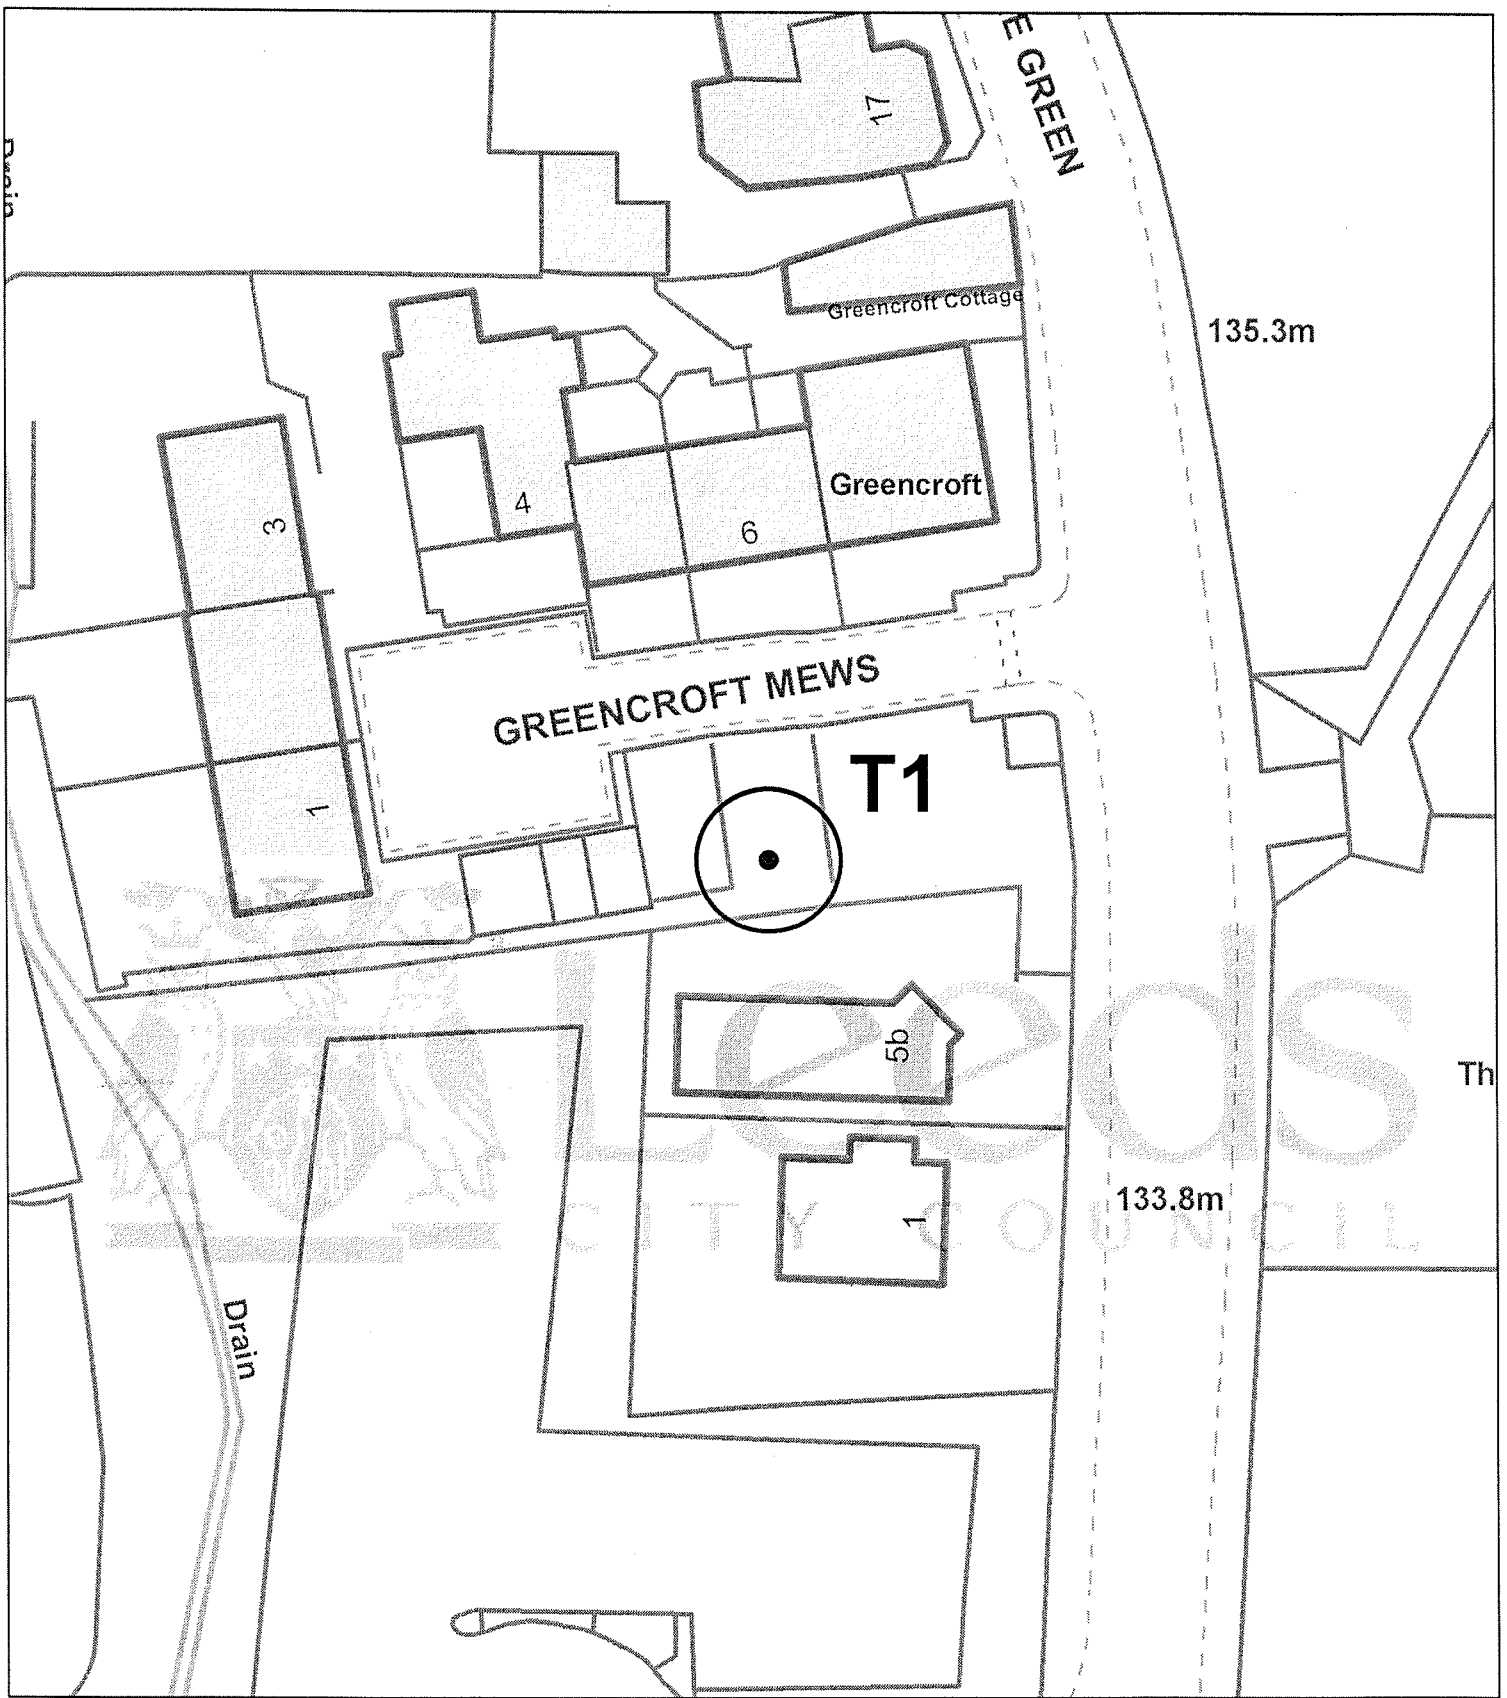 E GREEN
17
Drain
Greencroft Cottage
135.3m
Greencroft
4
3
6
GREENCROFT MEWS
T1
1
5b
Leeds
CITY COUNCIL
Th
133.8m
1
Drain